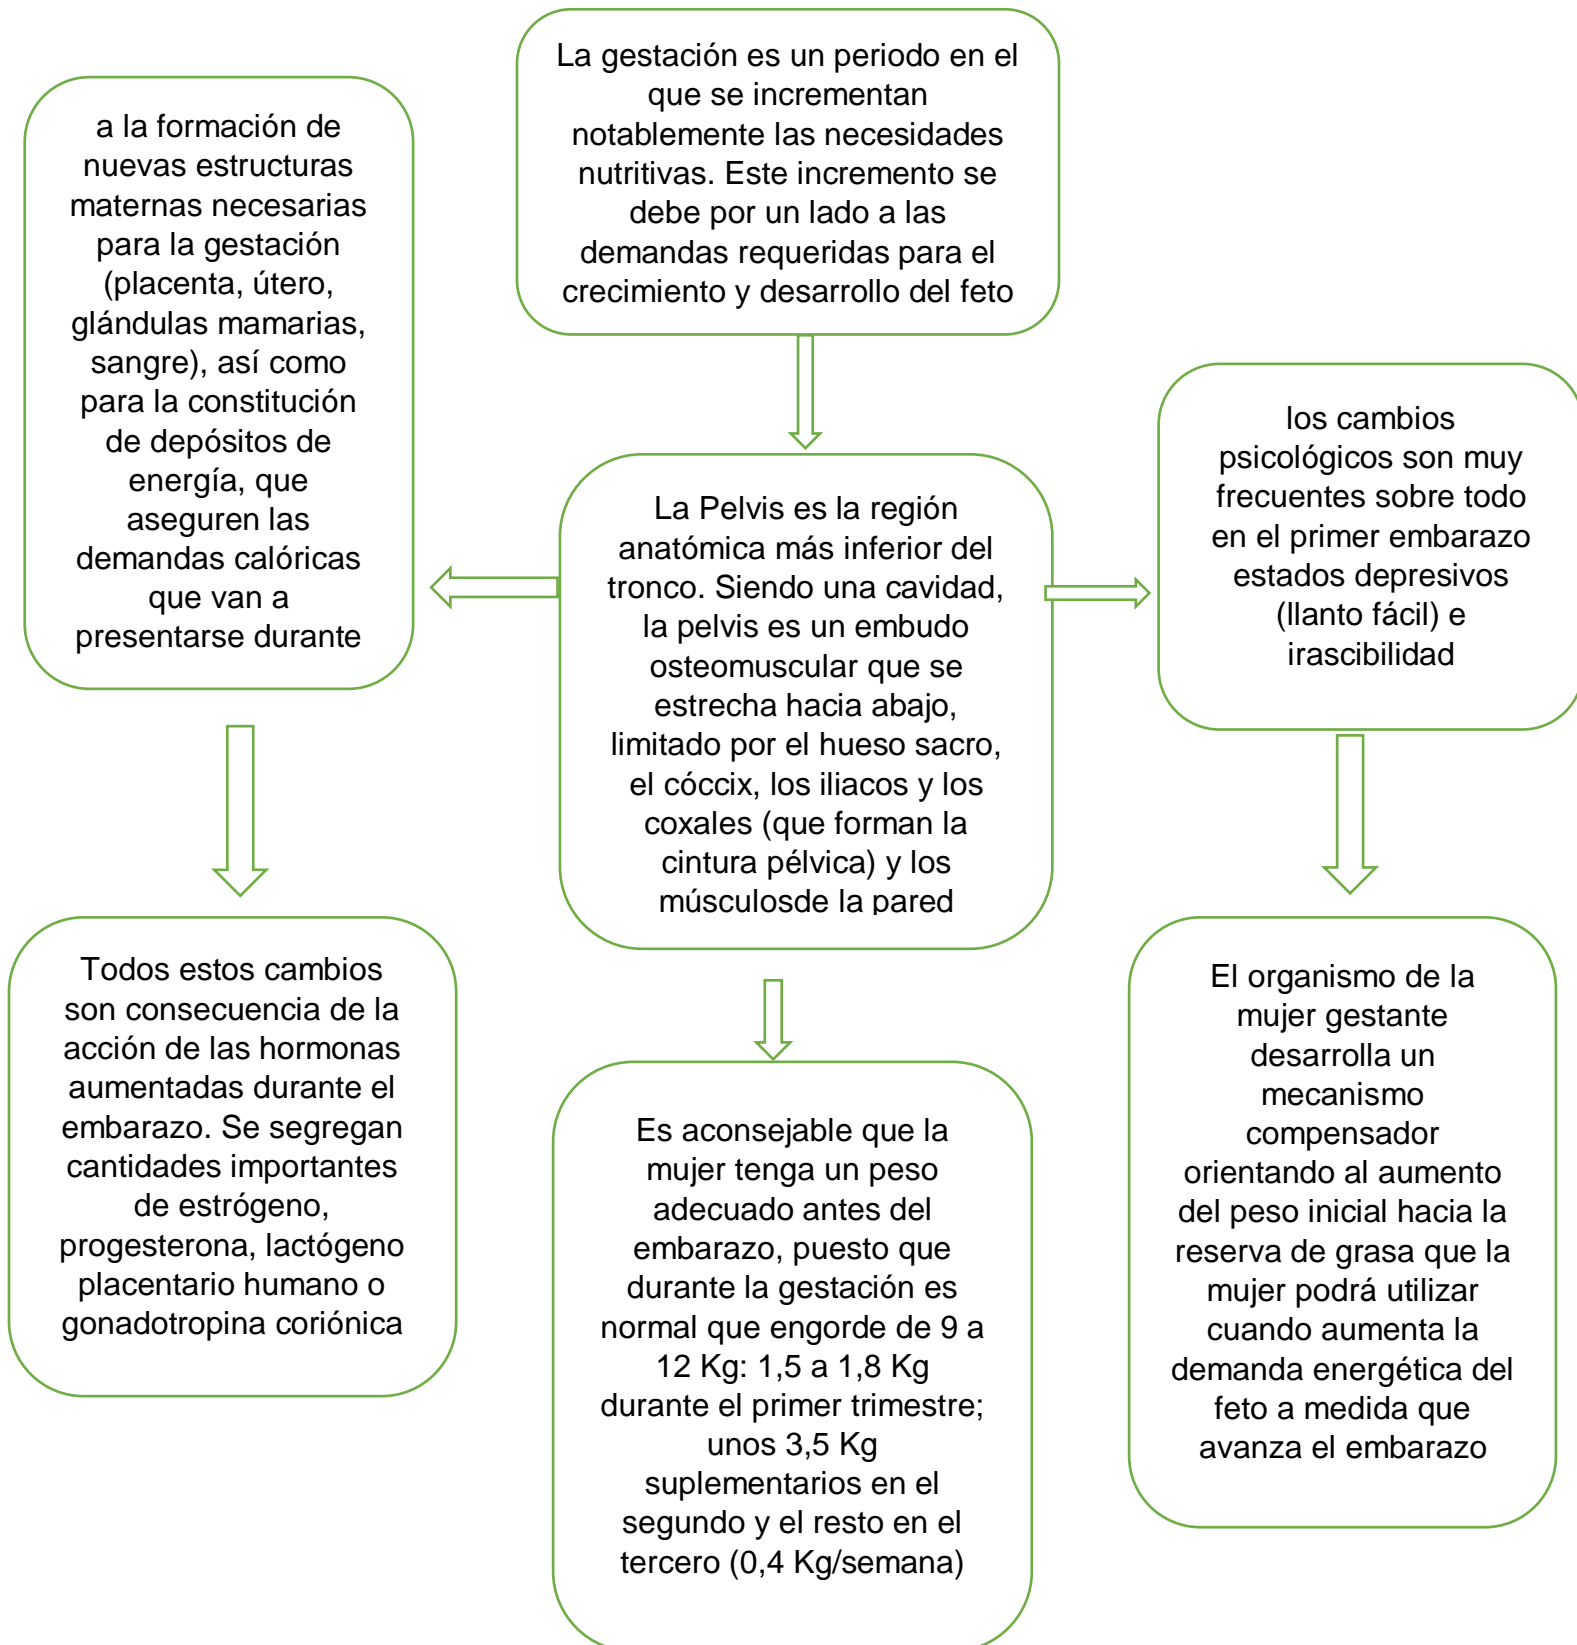 La gestación es un periodo en el
que se incrementan
notablemente las necesidades
nutritivas. Este incremento se
debe por un lado a las
demandas requeridas para el
crecimiento y desarrollo del feto
a la formación de
nuevas estructuras
maternas necesarias
para la gestación
(placenta, útero,
glándulas mamarias,
sangre), así como
para la constitución
de depósitos de
energía, que
aseguren las
demandas calóricas
que van a
presentarse durante
La Pelvis es la región
anatómica más inferior del
tronco. Siendo una cavidad,
la pelvis es un embudo
osteomuscular que se
estrecha hacia abajo,
limitado por el hueso sacro,
el cóccix, los iliacos y los
coxales (que forman la
cintura pélvica) y los
músculosde la pared
los cambios
psicológicos son muy
frecuentes sobre todo
en el primer embarazo
estados depresivos
(llanto fácil) e
irascibilidad
Todos estos cambios
son consecuencia de la
acción de las hormonas
aumentadas durante el
embarazo. Se segregan
cantidades importantes
de estrógeno,
progesterona, lactógeno
placentario humano o
gonadotropina coriónica
Es aconsejable que la
mujer tenga un peso
adecuado antes del
embarazo, puesto que
durante la gestación es
normal que engorde de 9 a
12 Kg: 1,5 a 1,8 Kg
durante el primer trimestre;
unos 3,5 Kg
suplementarios en el
segundo y el resto en el
tercero (0,4 Kg/semana)
El organismo de la
mujer gestante
desarrolla un
mecanismo
compensador
orientando al aumento
del peso inicial hacia la
reserva de grasa que la
mujer podrá utilizar
cuando aumenta la
demanda energética del
feto a medida que
avanza el embarazo